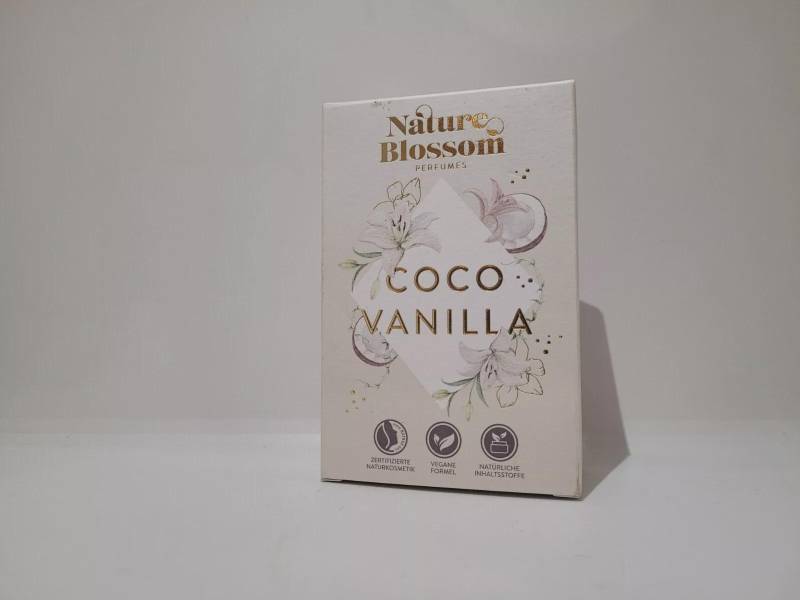 Nature
Blossom
PERFUMES
COCO
VANILLA
ZERTIFIZIERTE
NATURKOSMETIK
VEGANE
FORMEL
NATÜRLICHE
INHALTSSTOFFE